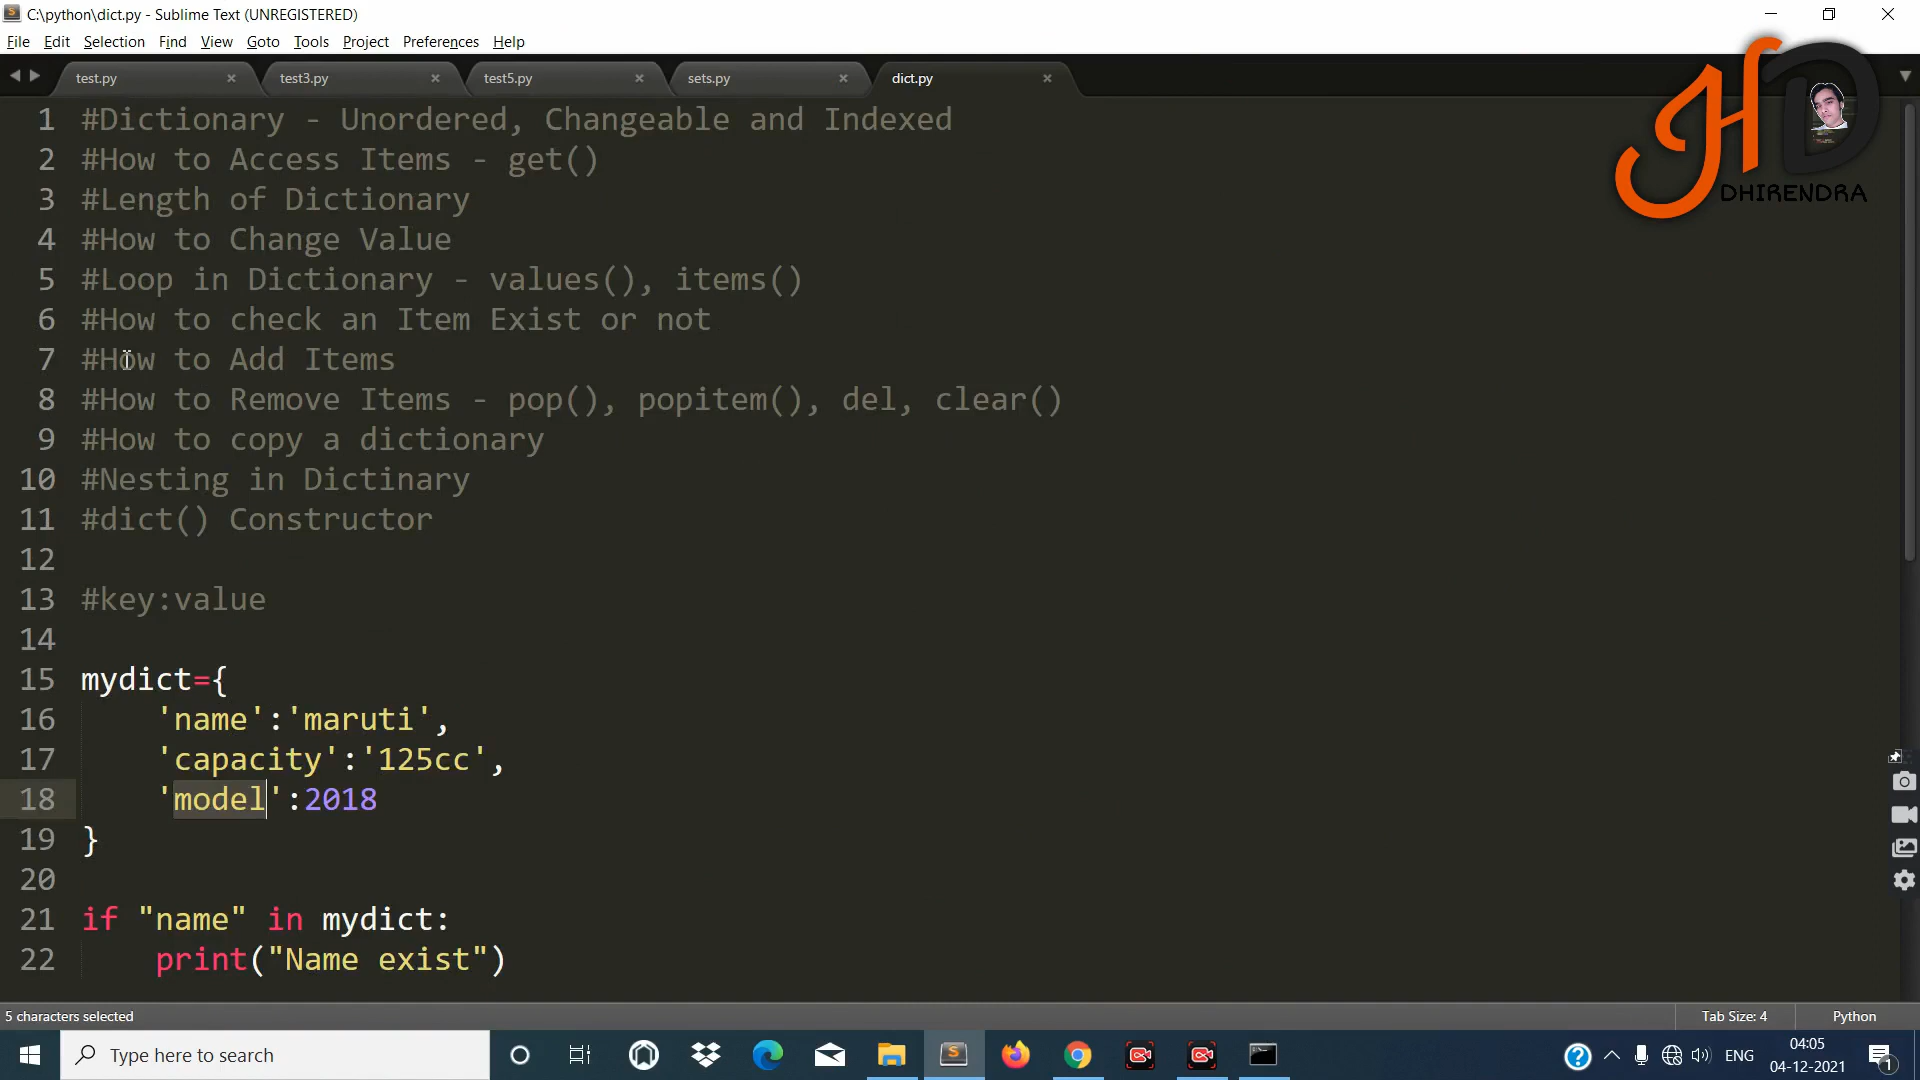 C:\python\dict.py - Sublime Text (UNREGISTERED)
File Edit Selection Find View Goto Tools Project Preferences Help
test.py test3.py test5.py sets.py dict.py
HD
DHIRENDRA
1 #Dictionary - Unordered, Changeable and Indexed
2 #How to Access Items - get()
3 #Length of Dictionary
4 #How to Change Value
5 #Loop in Dictionary - values(), items()
6 #How to check an Item Exist or not
7 #How to Add Items
8 #How to Remove Items - pop(), popitem(), del, clear()
9 #How to copy a dictionary
10 #Nesting in Dictinary
11 #dict() Constructor
12
13 #key:value
14
15 mydict={
16 'name':'maruti',
17 'capacity':'125cc',
18 'model':2018
19 }
20
21 if "name" in mydict:
22 print("Name exist")
5 characters selected Tab Size: 4 Python
Type here to search ENG 04:05
04-12-2021 1